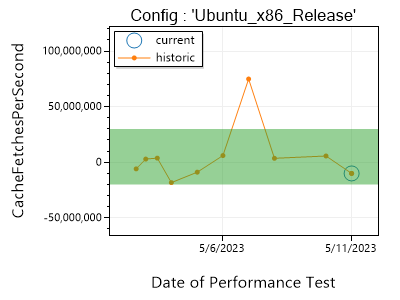 Config : 'Ubuntu_x86_Release'
current
historic
100,000,000
50,000,000
0
-50,000,000
CacheFetchesPerSecond
5/6/2023
5/11/2023
Date of Performance Test